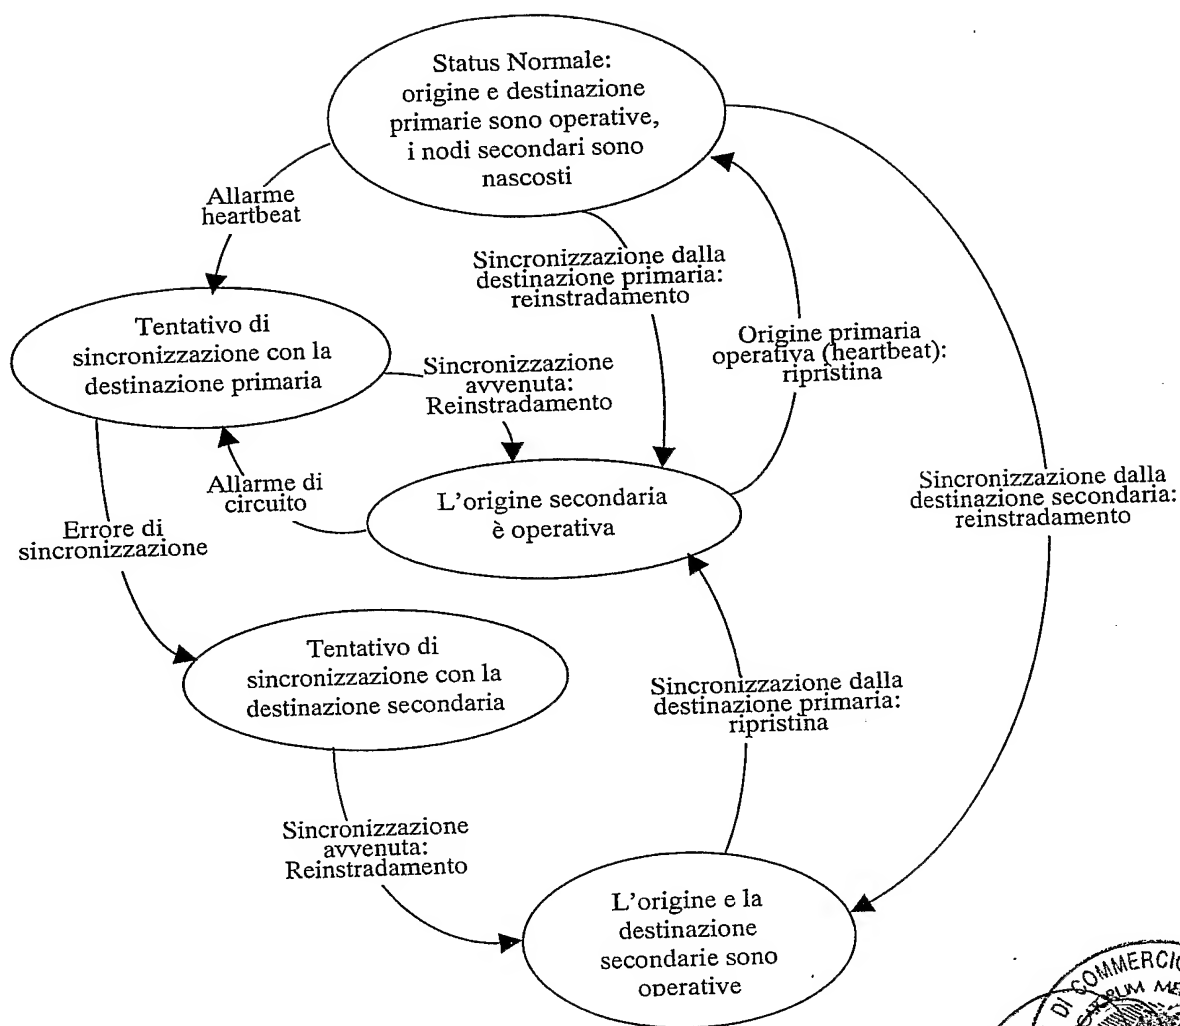 Status Normale:
origine e destinazione
primarie sono operative,
i nodi secondari sono
nascosti
Allarme
heartbeat
Sincronizzazione dalla
destinazione primaria:
reinstradamento
Tentativo di
sincronizzazione con la
destinazione primaria
Origine primaria
operativa (heartbeat):
ripristina
Sincronizzazione
avvenuta:
Reinstradamento
Allarme di
circuito
L'origine secondaria
è operativa
Sincronizzazione dalla
destinazione secondaria:
reinstradamento
Errore di
sincronizzazione
Tentativo di
sincronizzazione con la
destinazione secondaria
Sincronizzazione dalla
destinazione primaria:
ripristina
Sincronizzazione
avvenuta:
Reinstradamento
L'origine e la
destinazione
secondarie sono
operative
DI COMMERCIO